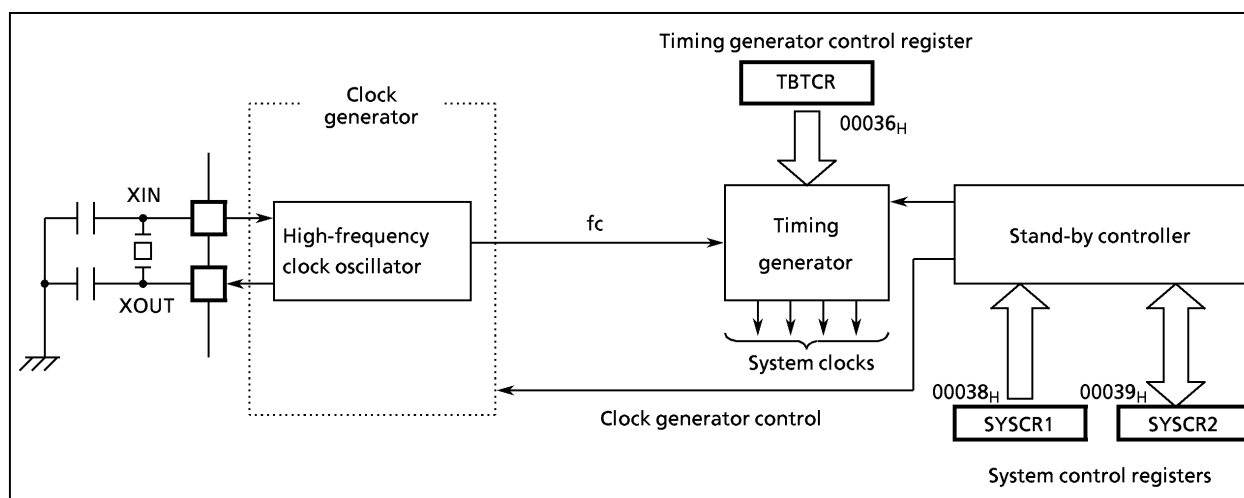 Timing generator control register
TBTCR
00036H
Clock
generator
XIN
XOUT
High-frequency
clock oscillator
fc
Timing
generator
Stand-by controller
System clocks
Clock generator control
00038H
00039H
SYSCR1
SYSCR2
System control registers